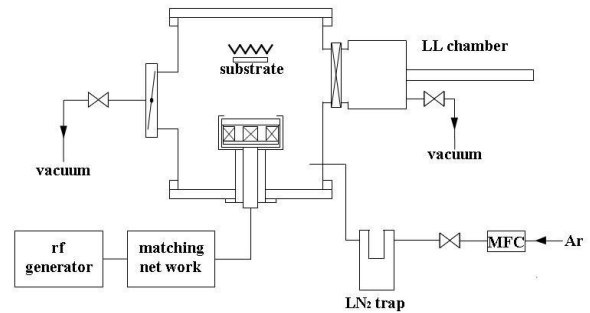 LL chamber
substrate
vacuum
vacuum
rf
generator
matching
net work
MFC
Ar
LN₂ trap